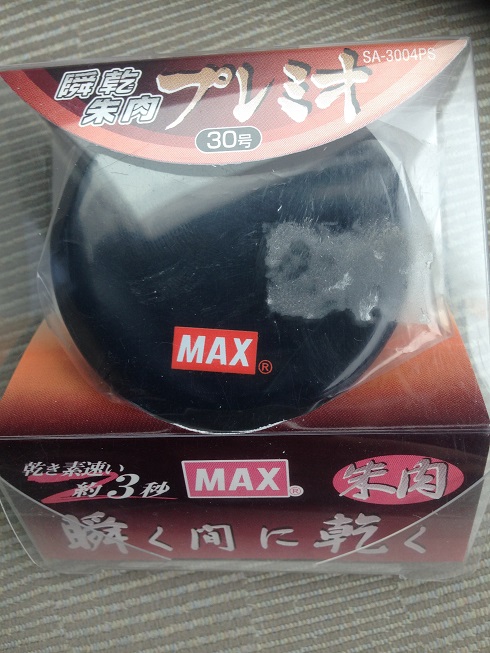 SA-3004PS
瞬乾
朱肉
プレミオ
30号
MAX®
乾き素速い
約3秒
MAX®
朱肉
瞬く間に乾く